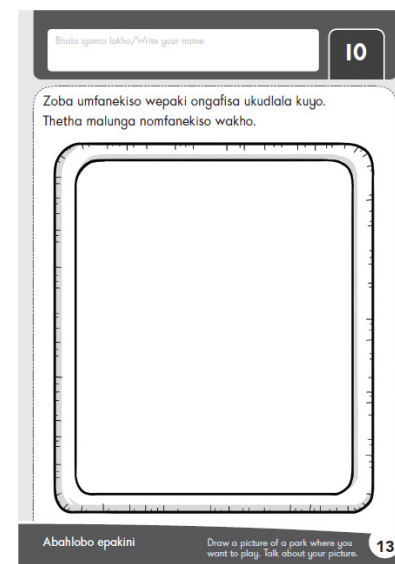 Bhala igama lakho/Write your name
10
Zoba umfanekiso wepaki ongafisa ukudlala kuyo.
Thetha malunga nomfanekiso wakho.
Abahlobo epakini
Draw a picture of a park where you
want to play. Talk about your picture.
13